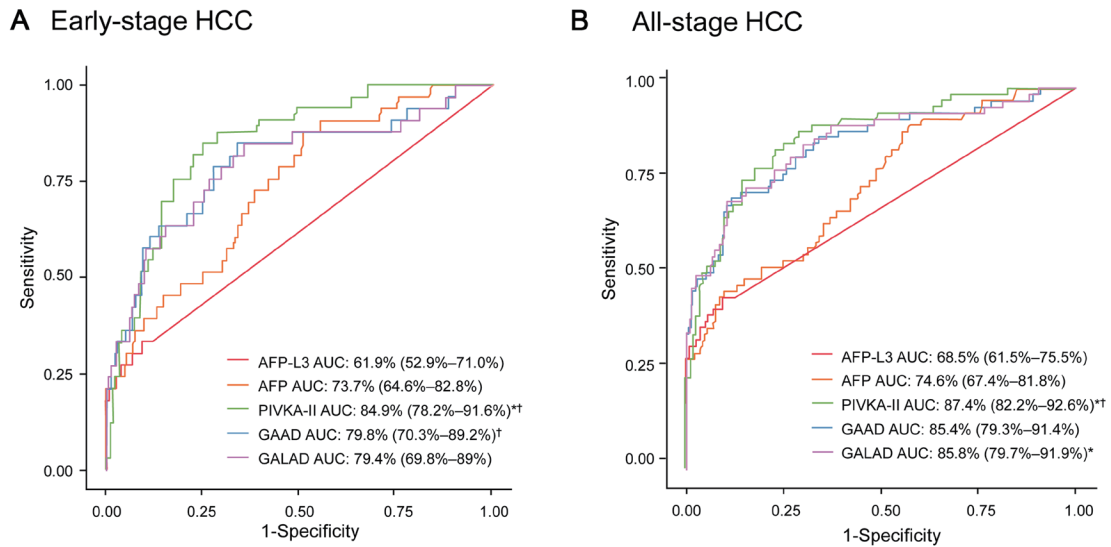 A Early-stage HCC
Sensitivity
1.00
0.75
0.50
0.25
0.00
AFP-L3 AUC: 61.9% (52.9%–71.0%)
AFP AUC: 73.7% (64.6%–82.8%)
PIVKA-II AUC: 84.9% (78.2%–91.6%)*†
GAAD AUC: 79.8% (70.3%–89.2%)†
GALAD AUC: 79.4% (69.8%–89%)
0.00 0.25 0.50 0.75 1.00
1-Specificity
B All-stage HCC
Sensitivity
1.00
0.75
0.50
0.25
0.00
AFP-L3 AUC: 68.5% (61.5%–75.5%)
AFP AUC: 74.6% (67.4%–81.8%)
PIVKA-II AUC: 87.4% (82.2%–92.6%)*†
GAAD AUC: 85.4% (79.3%–91.4%)
GALAD AUC: 85.8% (79.7%–91.9%)*
0.00 0.25 0.50 0.75 1.00
1-Specificity